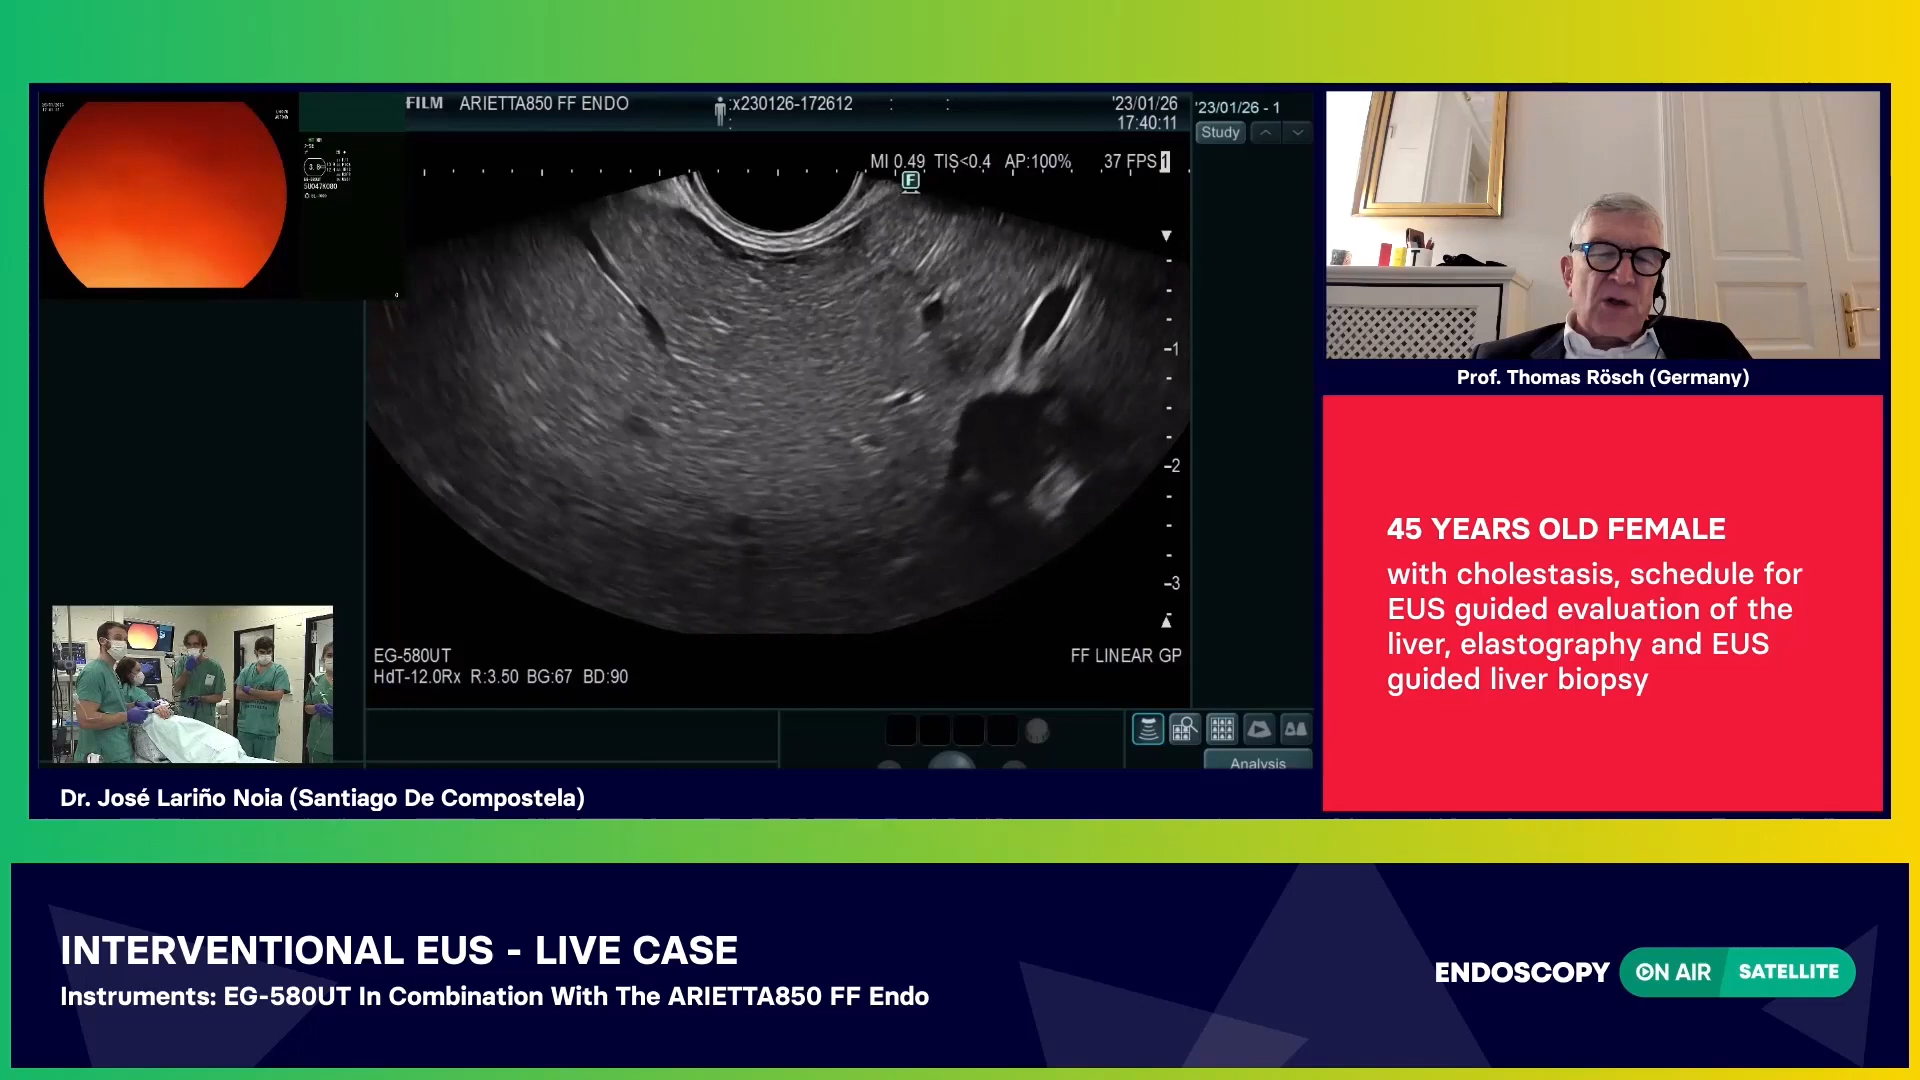 FILM ARIETTA850 FF ENDO :x230126-172612 : : '23/01/26
: 17:40:11
'23/01/26 - 1
Study
MI 0.49 TIS<0.4 AP:100% 37 FPS 1
F
1
2
3
EG-580UT FF LINEAR GP
HdT-12.0Rx R:3.50 BG:67 BD:90
Analysis
Dr. José Lariño Noia (Santiago De Compostela)
Prof. Thomas Rösch (Germany)
45 YEARS OLD FEMALE
with cholestasis, schedule for
EUS guided evaluation of the
liver, elastography and EUS
guided liver biopsy
INTERVENTIONAL EUS - LIVE CASE
Instruments: EG-580UT In Combination With The ARIETTA850 FF Endo
ENDOSCOPY ON AIR SATELLITE